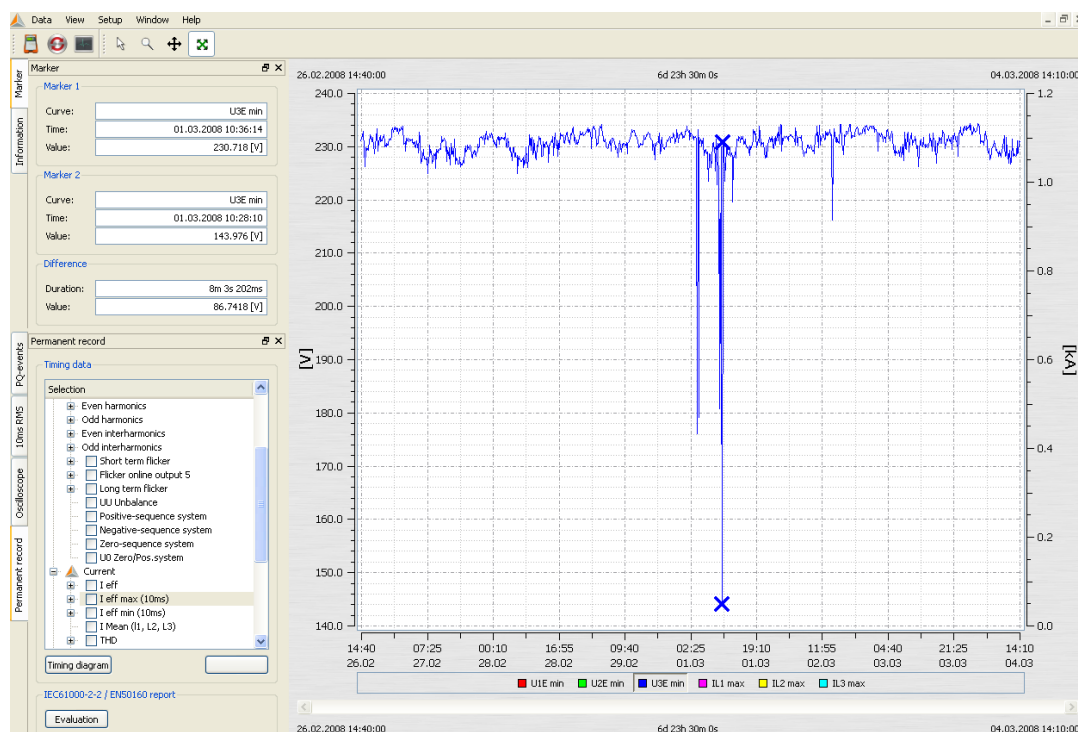 Data View Setup Window Help
Marker
Marker
Information
PQ-events
10ms RMS
Oscilloscope
Permanent record
Marker 1
Curve: U3E min
Time: 01.03.2008 10:36:14
Value: 230.718 [V]
Marker 2
Curve: U3E min
Time: 01.03.2008 10:28:10
Value: 143.976 [V]
Difference
Duration: 8m 3s 202ms
Value: 86.7418 [V]
Permanent record
Timing data
Selection
Even harmonics
Odd harmonics
Even interharmonics
Odd interharmonics
Short term flicker
Flicker online output 5
Long term flicker
UU Unbalance
Positive-sequence system
Negative-sequence system
Zero-sequence system
U0 Zero/Pos.system
Current
I eff
I eff max (10ms)
I eff min (10ms)
I Mean (l1, L2, L3)
THD
Timing diagram
IEC61000-2-2 / EN50160 report
Evaluation
26.02.2008 14:40:00 6d 23h 30m 0s 04.03.2008 14:10:00
240.0
230.0
220.0
210.0
200.0
190.0
180.0
170.0
160.0
150.0
140.0
[V]
1.2
1.0
0.8
0.6
0.4
0.2
0.0
[kA]
14:40 07:25 00:10 16:55 09:40 02:25 19:10 11:55 04:40 21:25 14:10
26.02 27.02 28.02 28.02 29.02 01.03 01.03 02.03 03.03 03.03 04.03
U1E min U2E min U3E min IL1 max IL2 max IL3 max
26.02.2008 14:40:00 6d 23h 30m 0s 04.03.2008 14:10:00